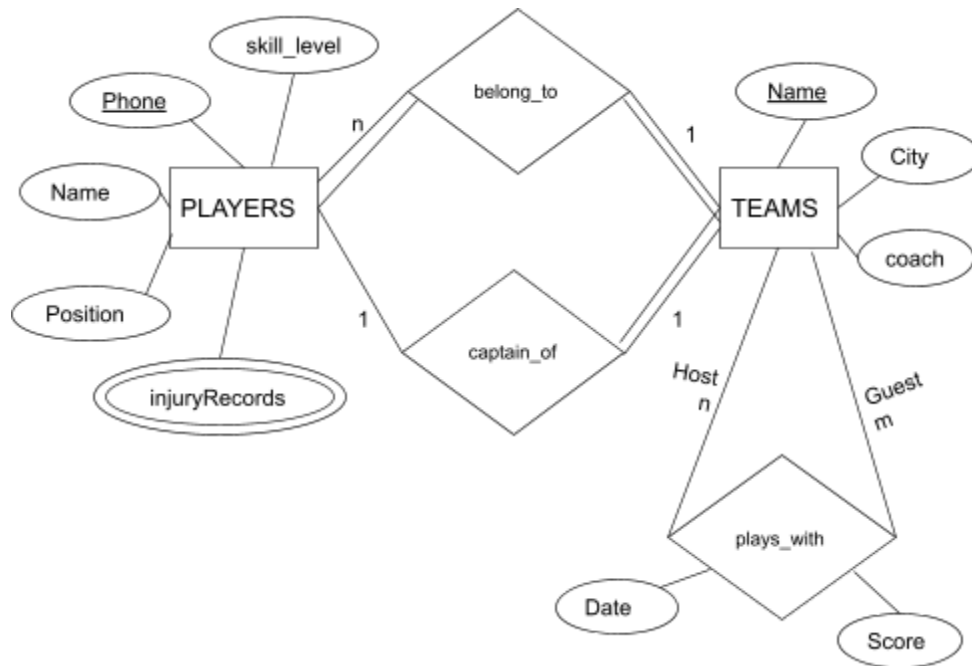 skill_level
Phone
Name
Position
PLAYERS
injuryRecords
n
belong_to
1
1
captain_of
1
Name
City
TEAMS
coach
Host
n
Guest
m
plays_with
Date
Score